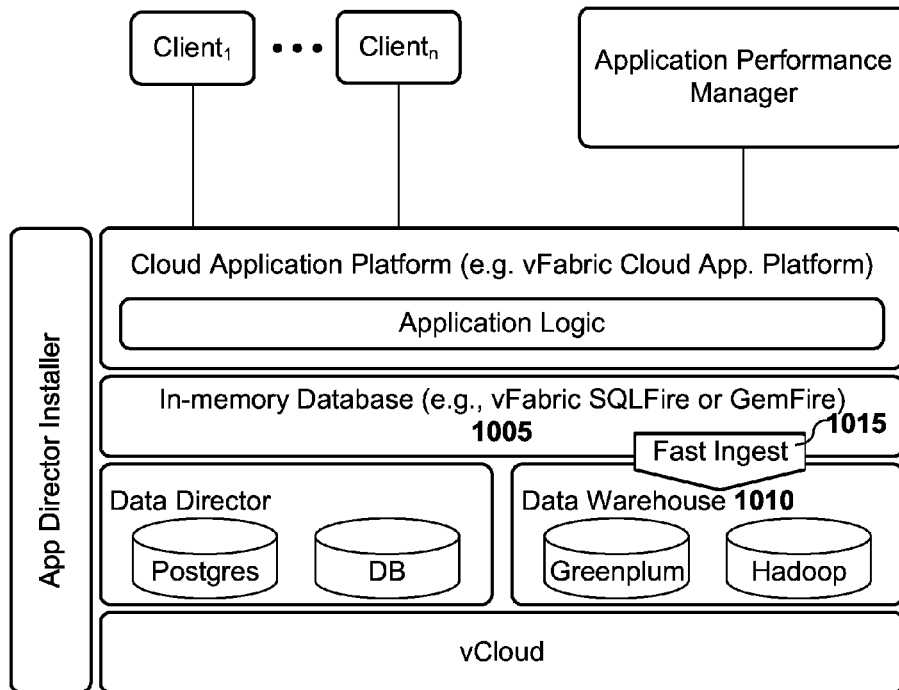 Client₁ ••• Clientₙ
Application Performance
Manager
App Director Installer
Cloud Application Platform (e.g. vFabric Cloud App. Platform)
Application Logic
In-memory Database (e.g., vFabric SQLFire or GemFire)
1005
1015
Fast Ingest
Data Director
Postgres
DB
Data Warehouse 1010
Greenplum
Hadoop
vCloud